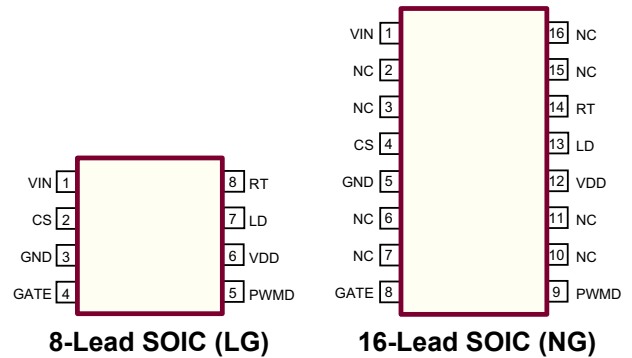 VIN 1
CS 2
GND 3
GATE 4
8 RT
7 LD
6 VDD
5 PWMD
8-Lead SOIC (LG)
VIN 1
NC 2
NC 3
CS 4
GND 5
NC 6
NC 7
GATE 8
16 NC
15 NC
14 RT
13 LD
12 VDD
11 NC
10 NC
9 PWMD
16-Lead SOIC (NG)